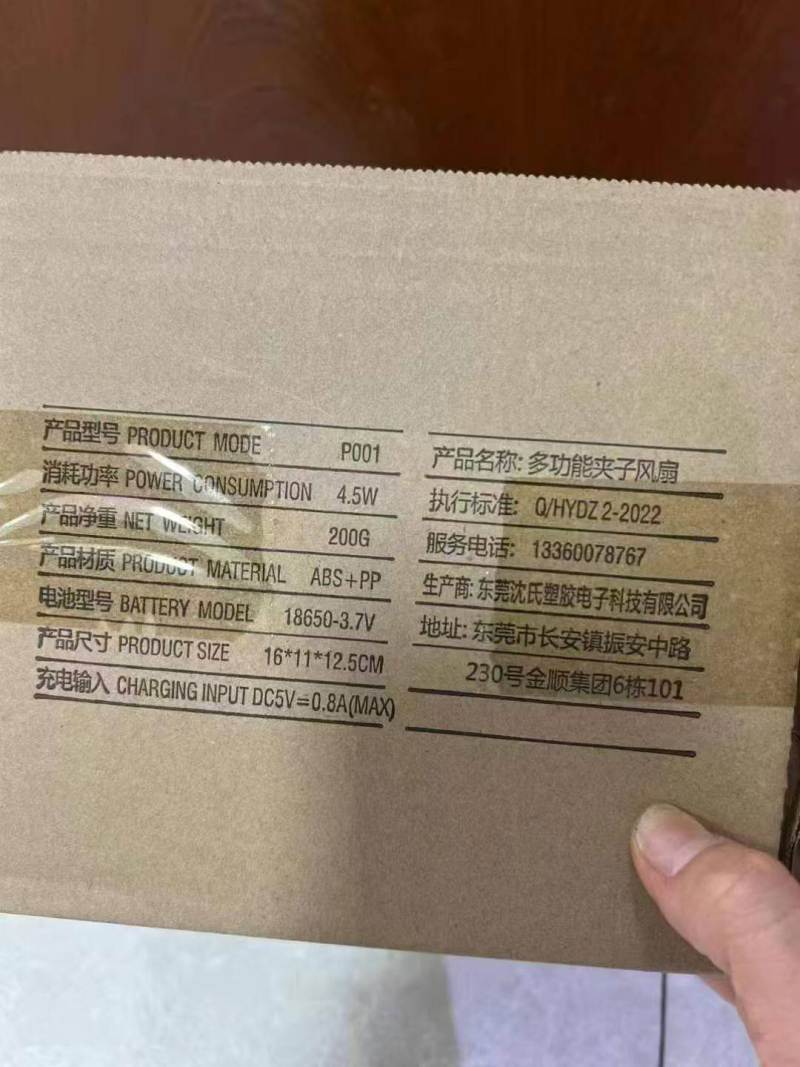 产品型号 PRODUCT MODE P001
消耗功率 POWER CONSUMPTION 4.5W
产品净重 NET WEIGHT 200G
产品材质 PRODUCT MATERIAL ABS+PP
电池型号 BATTERY MODEL 18650-3.7V
产品尺寸 PRODUCT SIZE 16*11*12.5CM
充电输入 CHARGING INPUT DC5V=0.8A(MAX)
产品名称: 多功能夹子风扇
执行标准: Q/HYDZ 2-2022
服务电话: 13360078767
生产商: 东莞沈氏塑胶电子科技有限公司
地址: 东莞市长安镇振安中路
230号金顺集团6栋101